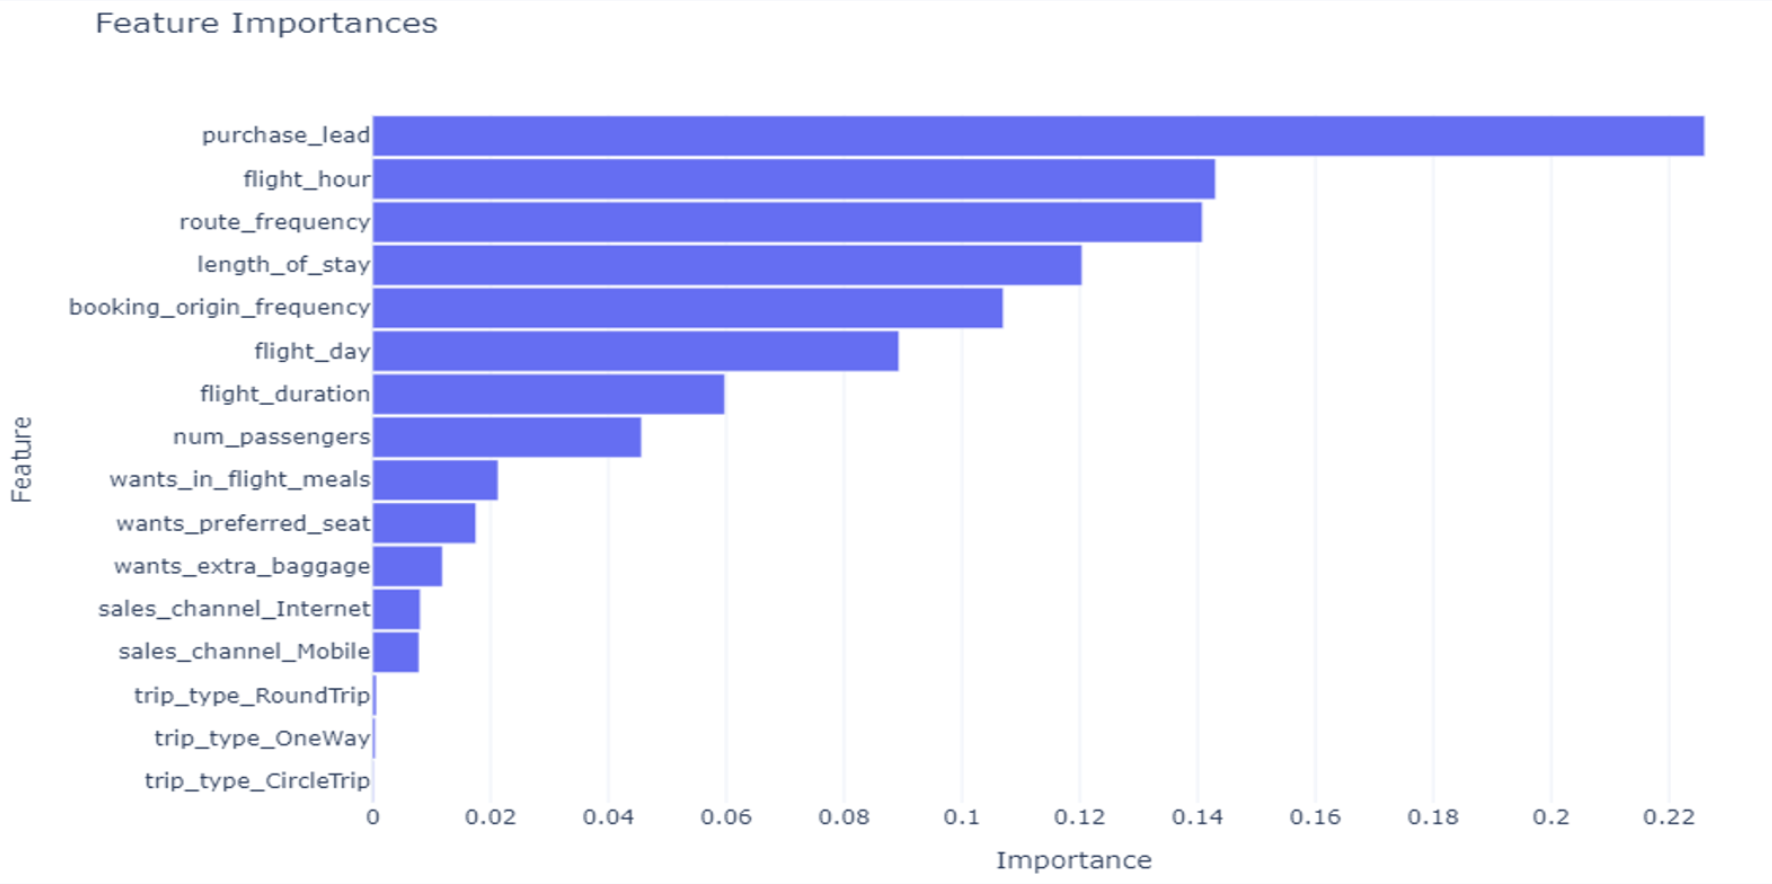 Feature Importances
purchase_lead
flight_hour
route_frequency
length_of_stay
booking_origin_frequency
flight_day
flight_duration
num_passengers
wants_in_flight_meals
wants_preferred_seat
wants_extra_baggage
sales_channel_Internet
sales_channel_Mobile
trip_type_RoundTrip
trip_type_OneWay
trip_type_CircleTrip
Feature
0 0.02 0.04 0.06 0.08 0.1 0.12 0.14 0.16 0.18 0.2 0.22
Importance